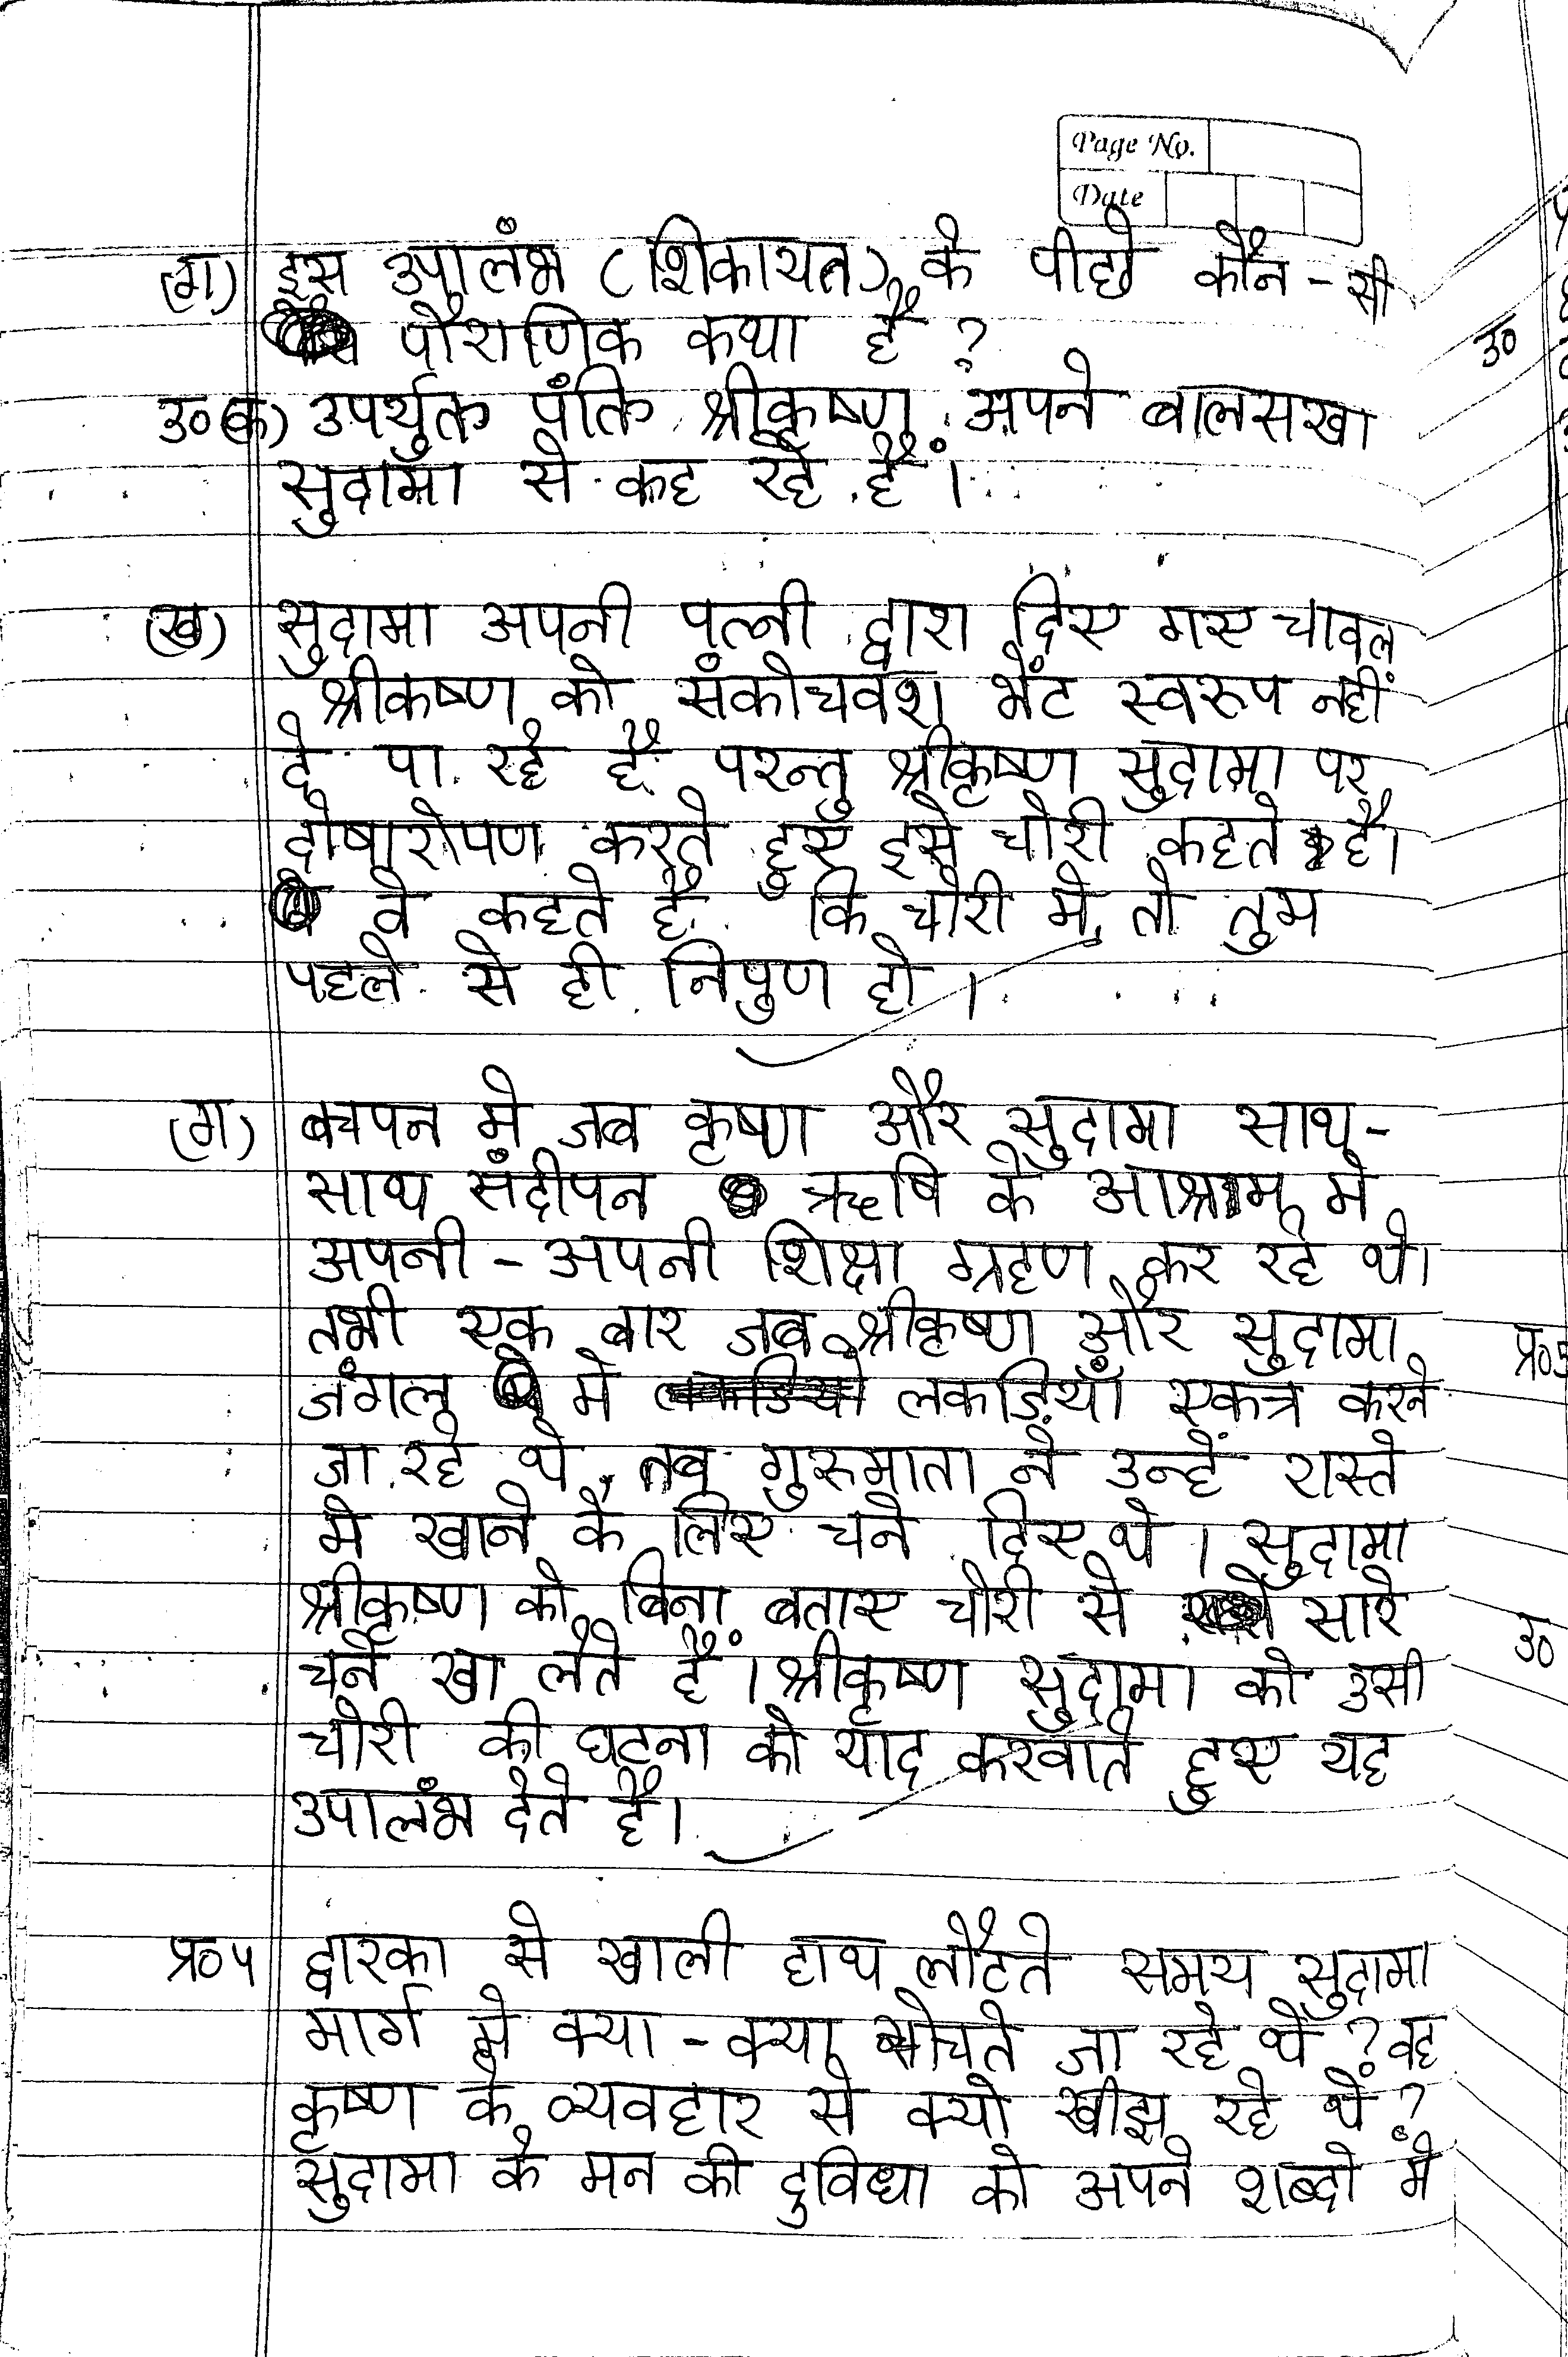 Page No.
Date
(ग) इस उपालंभ (शिकायत) के पीछे कौन-सी
पौराणिक कथा है ?
उ०(क) उपर्युक्त पंक्ति श्रीकृष्ण अपने बालसखा
सुदामा से कह रहे हैं।
(ख) सुदामा अपनी पत्नी द्वारा दिए गए चावल
श्रीकष्ण को संकोचवश भेंट स्वरूप नहीं
दे पा रहे है परन्तु श्रीकृष्ण सुदामा पर
दोषारोपण करते हुए इसे चोरी कहते है।
वे कहते है कि चोरी मे तो तुम
पहले से ही निपुण हो।
(ग) बचपन मे जब कृष्ण और सुदामा साथ-
साथ संदीपन ऋषि के आश्राम मे
अपनी-अपनी शिक्षा ग्रहण कर रहे थे।
तभी एक बार जब श्रीकृष्ण और सुदामा
जंगल मे लकड़ियाँ एकत्र करने
जा रहे थे, तब गुरुमाता ने उन्हें रास्ते
मे खाने के लिए चने दिए थे। सुदामा
श्रीकृष्ण को बिना बताए चोरी से सारे
चने खा लेते हैं। श्रीकृष्ण सुदामा को उसी
चोरी की घटना को याद करवाते हुए यह
उपालंभ देते है।
प्र०५ द्वारका से खाली हाथ लौटते समय सुदामा
मार्ग मे क्या-क्या सोचते जा रहे थे ? वह
कृष्ण के व्यवहार से क्यों खीझ रहे थे ?
सुदामा के मन की दुविधा को अपने शब्दो में
उ०
प्र०
उ०